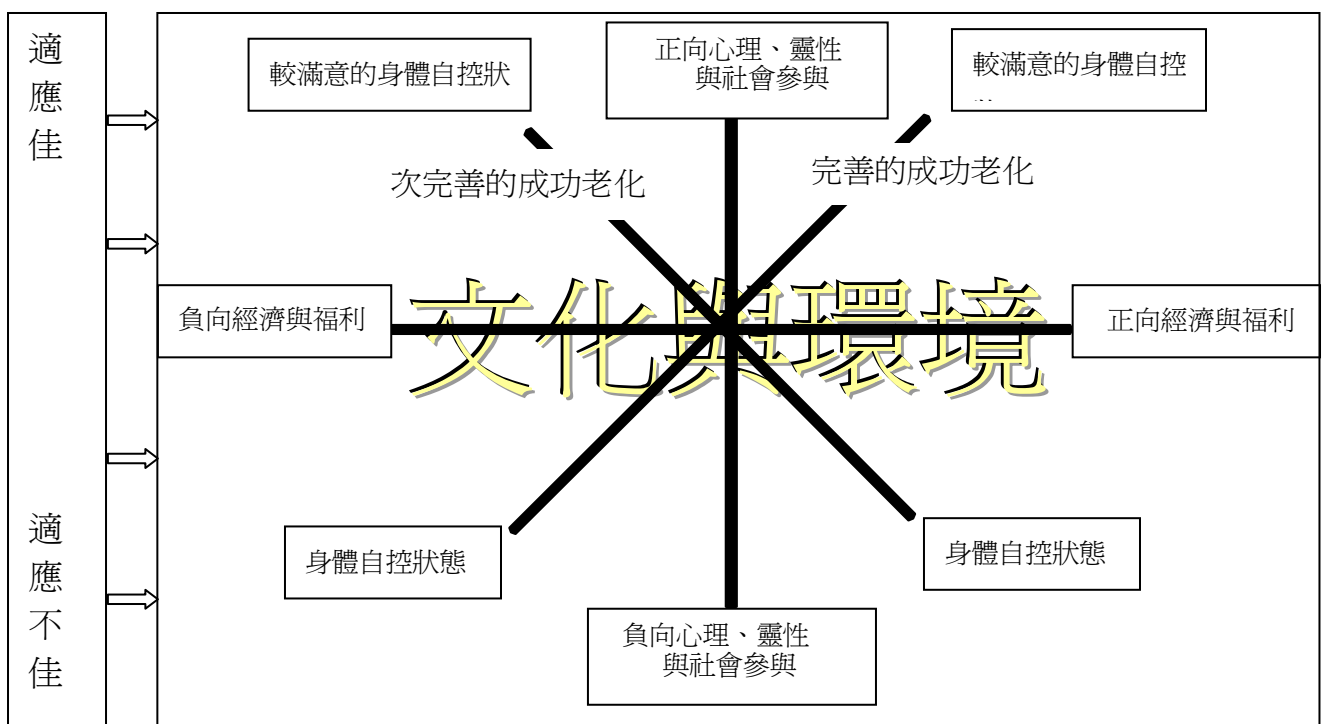 適應佳
適應不佳
正向心理、靈性
與社會參與
較滿意的身體自控狀
較滿意的身體自控
次完善的成功老化
完善的成功老化
文化與環境
負向經濟與福利
正向經濟與福利
身體自控狀態
身體自控狀態
負向心理、靈性
與社會參與